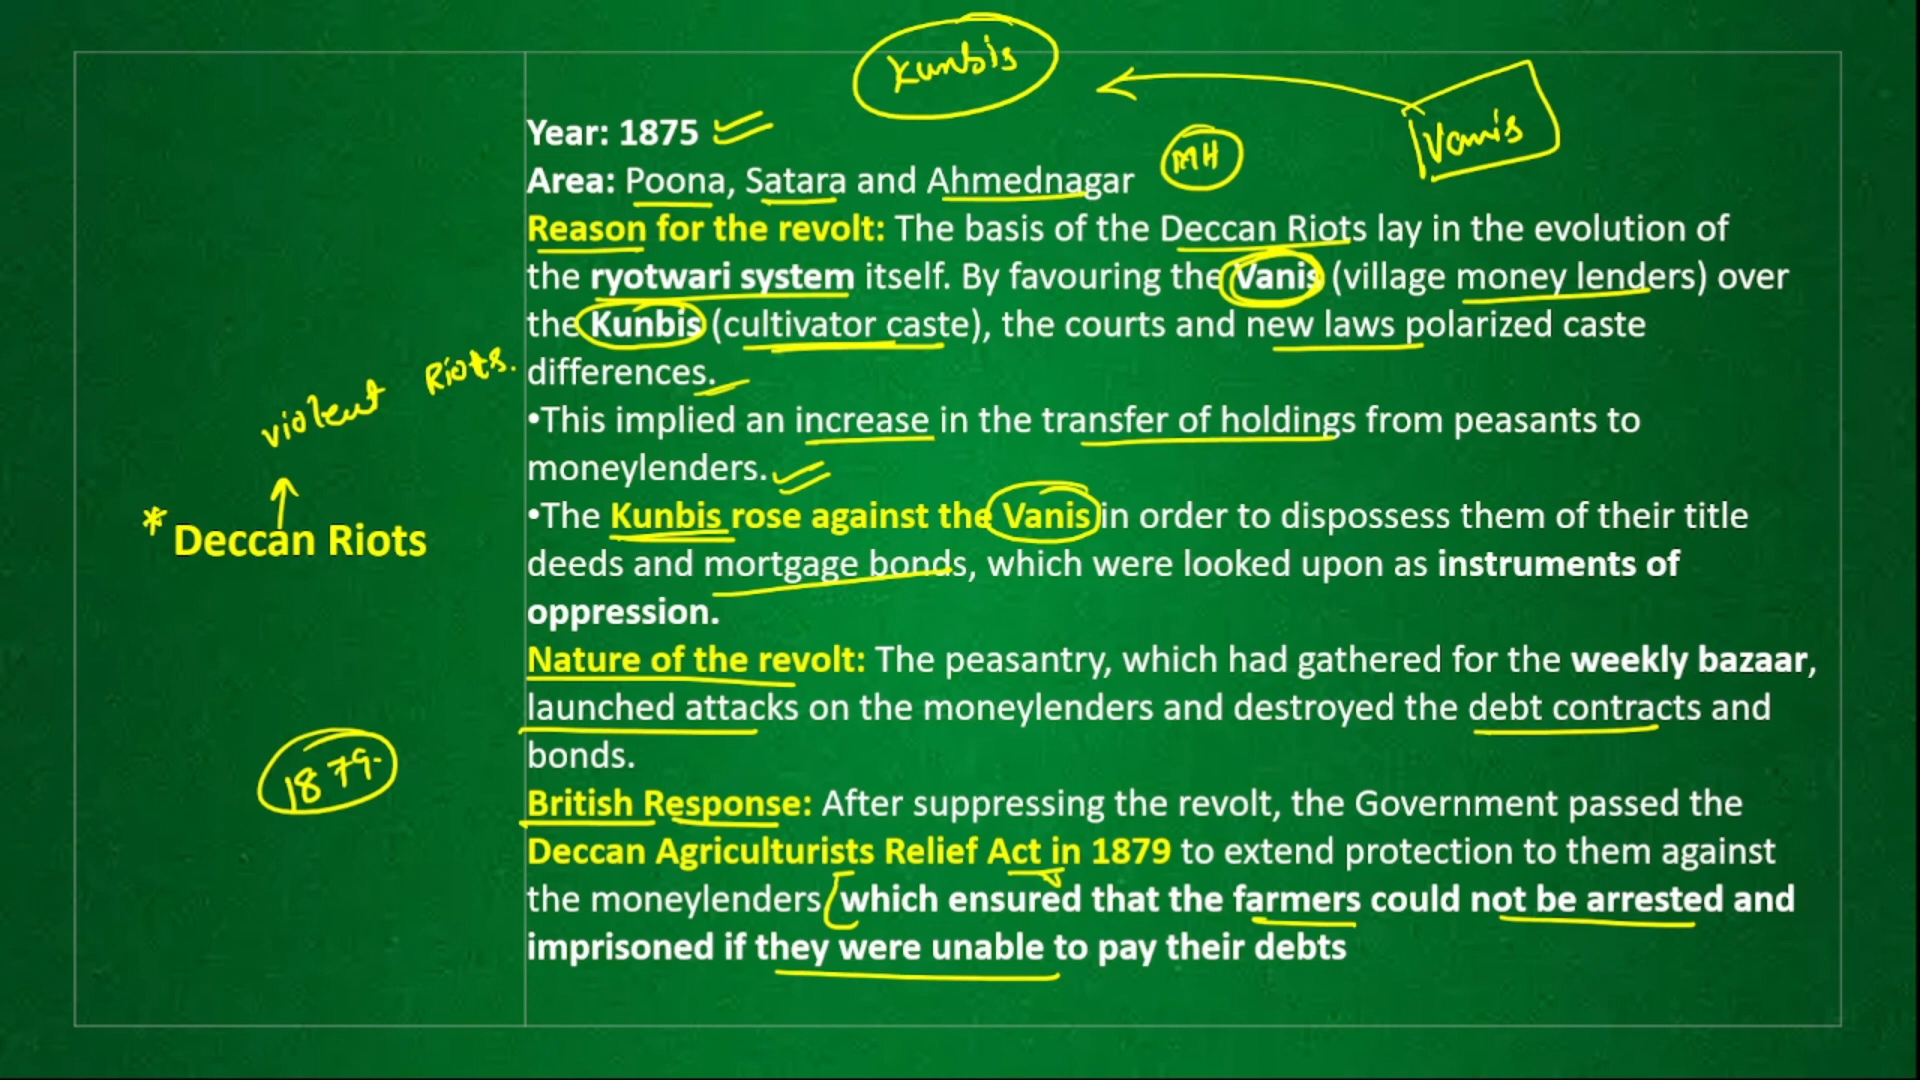 Kunbis
Vanis
Year: 1875
MH
Area: Poona, Satara and Ahmednagar
Reason for the revolt: The basis of the Deccan Riots lay in the evolution of
the ryotwari system itself. By favouring the Vanis (village money lenders) over
the Kunbis (cultivator caste), the courts and new laws polarized caste
differences.
violent Riots.
•This implied an increase in the transfer of holdings from peasants to
moneylenders.
•The Kunbis rose against the Vanis in order to dispossess them of their title
* Deccan Riots
deeds and mortgage bonds, which were looked upon as instruments of
oppression.
Nature of the revolt: The peasantry, which had gathered for the weekly bazaar,
launched attacks on the moneylenders and destroyed the debt contracts and
bonds.
1879.
British Response: After suppressing the revolt, the Government passed the
Deccan Agriculturists Relief Act in 1879 to extend protection to them against
the moneylenders which ensured that the farmers could not be arrested and
imprisoned if they were unable to pay their debts